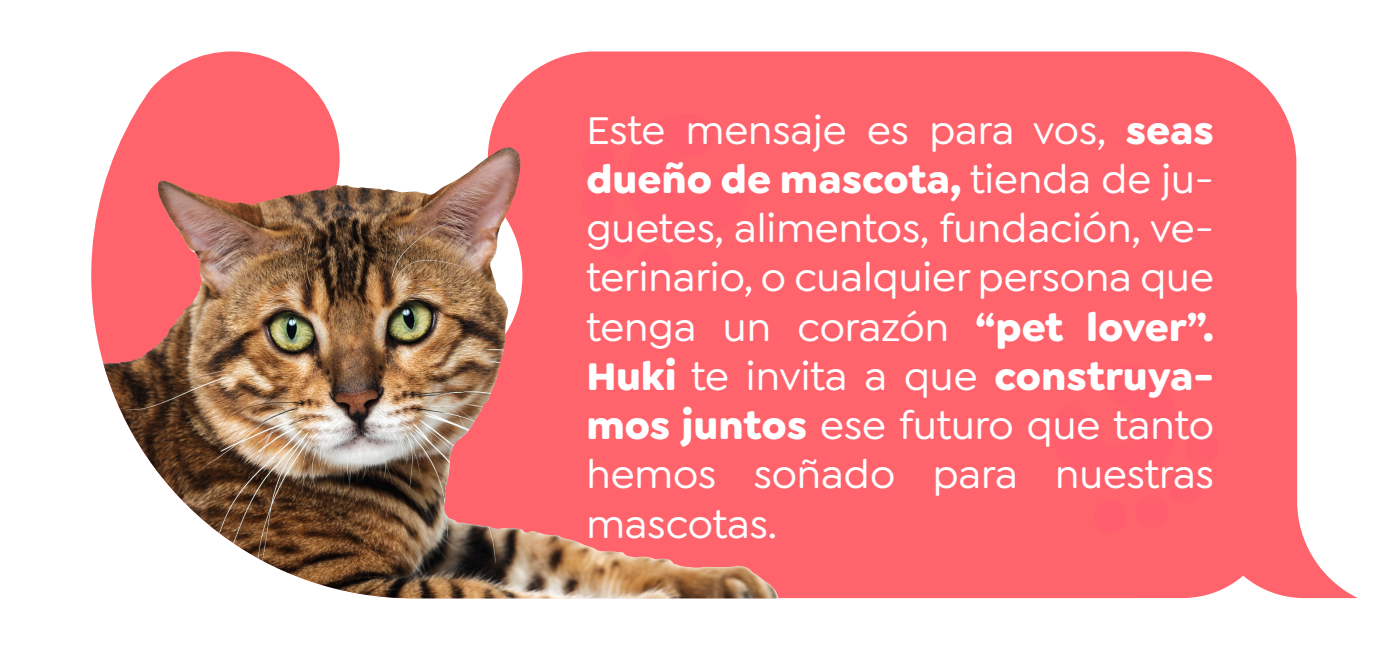 Este mensaje es para vos, seas
dueño de mascota, tienda de ju-
guetes, alimentos, fundación, ve-
terinario, o cualquier persona que
tenga un corazón “pet lover”.
Huki te invita a que construya-
mos juntos ese futuro que tanto
hemos soñado para nuestras
mascotas.